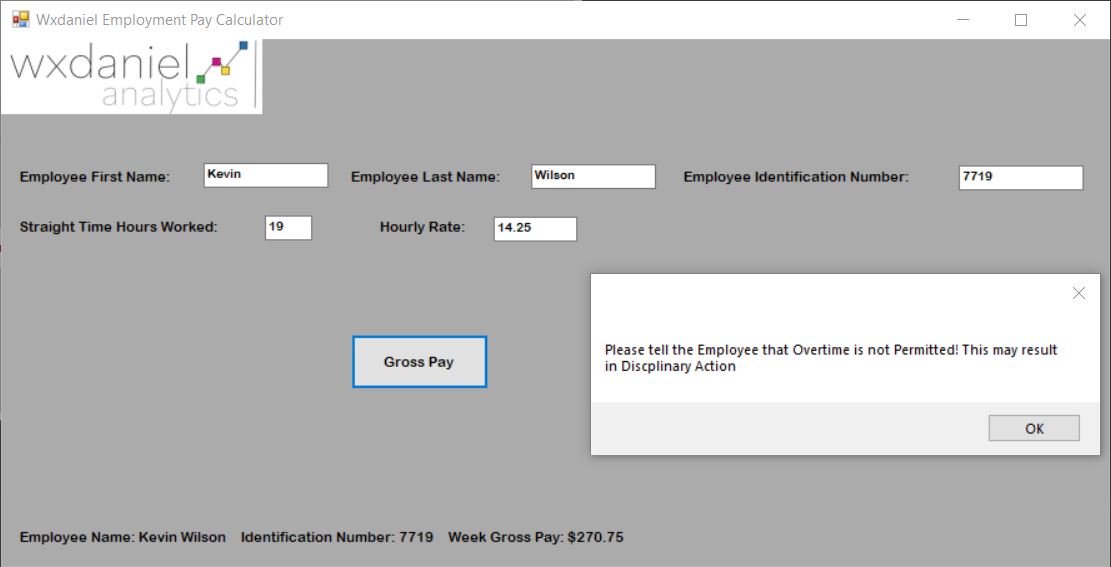 Wxdaniel Employment Pay Calculator
wxdaniel
analytics
Employee First Name: Kevin Employee Last Name: Wilson Employee Identification Number: 7719
Straight Time Hours Worked: 19 Hourly Rate: 14.25
Please tell the Employee that Overtime is not Permitted! This may result
in Discplinary Action
Gross Pay
OK
Employee Name: Kevin Wilson Identification Number: 7719 Week Gross Pay: $270.75